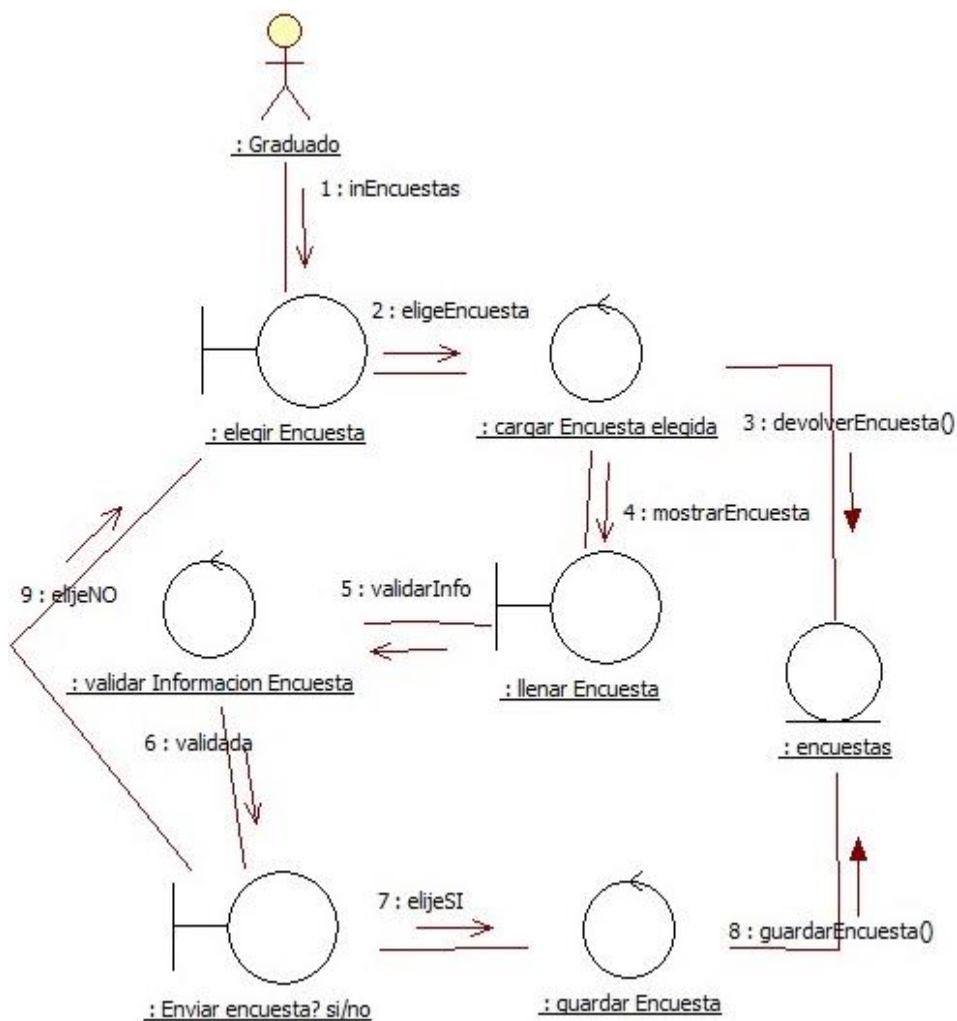 : Graduado
1 : inEncuestas
2 : eligeEncuesta
: elegir Encuesta
: cargar Encuesta elegida
3 : devolverEncuesta()
4 : mostrarEncuesta
9 : elijeNO
5 : validarInfo
: validar Informacion Encuesta
: llenar Encuesta
6 : validada
: encuestas
7 : elijeSI
8 : guardarEncuesta()
: Enviar encuesta? si/no
: guardar Encuesta